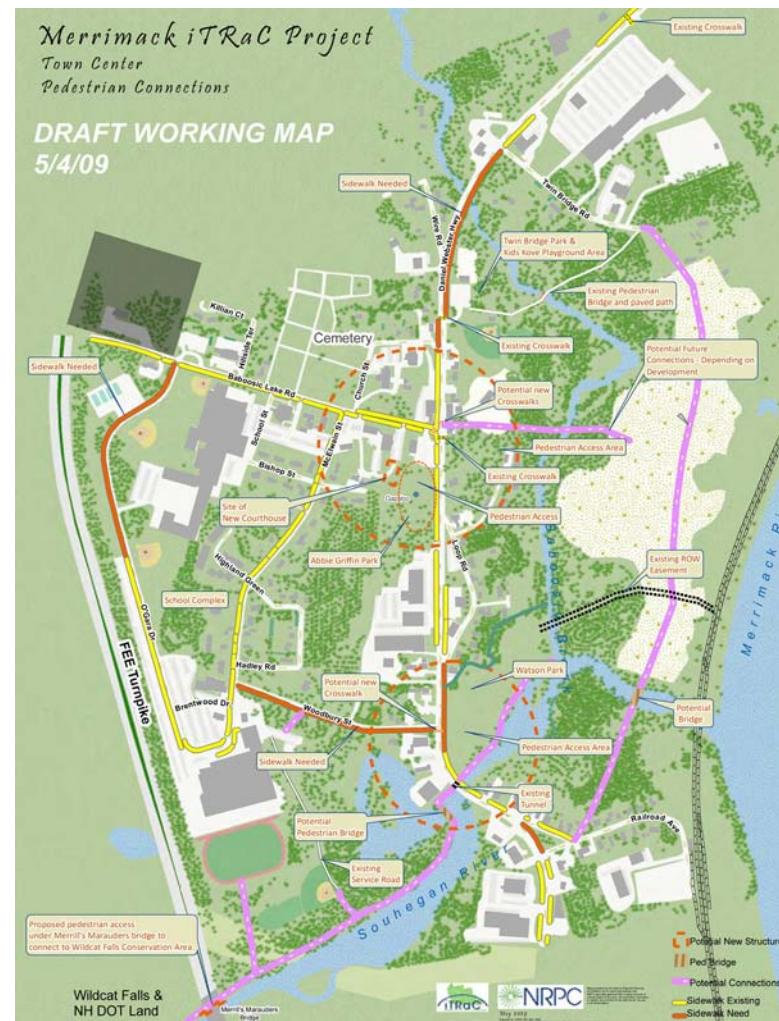 Merrimack iTRaC Project
Town Center
Pedestrian Connections
DRAFT WORKING MAP
5/4/09
Existing Crosswalk
Sidewalk Needed
Twin Bridge Rd
Wire Rd
Daniel Webster Hwy
Twin Bridge Park &
Kids Kove Playground Area
Existing Pedestrian
Bridge and paved path
Killian Ct
Hillside Ter
Cemetery
Church St
Existing Crosswalk
Sidewalk Needed
Baboosic Lake Rd
Potential Future
Connections - Depending on
Development
Potential new
Crosswalks
School St
McElwain St
Pedestrian Access Area
Existing Crosswalk
Bishop St
Site of
New Courthouse
Gazebo
Pedestrian Access
Abbie Griffin Park
Loop Rd
Baboosic
Existing ROW
Easement
Merrimack
Highland Green
School Complex
O'Gara Dr
FEE Turnpike
Hadley Rd
Watson Park
Potential new
Crosswalk
Brentwood Dr
Woodbury St
Potential
Bridge
Pedestrian Access Area
Sidewalk Needed
Existing
Tunnel
Potential
Pedestrian Bridge
Railroad Ave
Existing
Service Road
Souhegan River
Proposed pedestrian access
under Merrill's Marauders bridge to
connect to Wildcat Falls Conservation Area.
Wildcat Falls &
NH DOT Land
Merrill's Marauders
Bridge
iTRaC
NRPC
May 2009
Potential New Structure
Ped Bridge
Potential Connections
Sidewalk Existing
Sidewalk Need